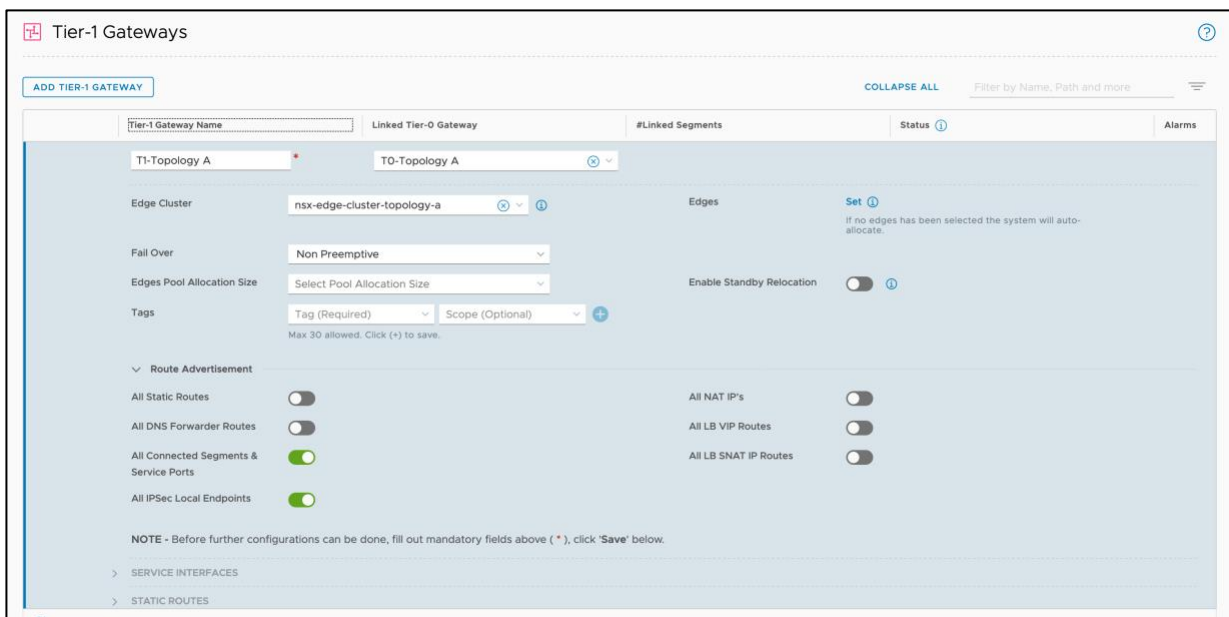 Tier-1 Gateways
ADD TIER-1 GATEWAY
COLLAPSE ALL
Filter by Name, Path and more
Tier-1 Gateway Name
Linked Tier-0 Gateway
#Linked Segments
Status
Alarms
T1-Topology A *
T0-Topology A
Edge Cluster
nsx-edge-cluster-topology-a
Edges
Set
If no edges has been selected the system will auto-
allocate.
Fail Over
Non Preemptive
Edges Pool Allocation Size
Select Pool Allocation Size
Enable Standby Relocation
Tags
Tag (Required)
Scope (Optional)
Max 30 allowed. Click (+) to save.
Route Advertisement
All Static Routes
All NAT IP's
All DNS Forwarder Routes
All LB VIP Routes
All Connected Segments &
Service Ports
All LB SNAT IP Routes
All IPSec Local Endpoints
NOTE - Before further configurations can be done, fill out mandatory fields above ( * ), click 'Save' below.
SERVICE INTERFACES
STATIC ROUTES